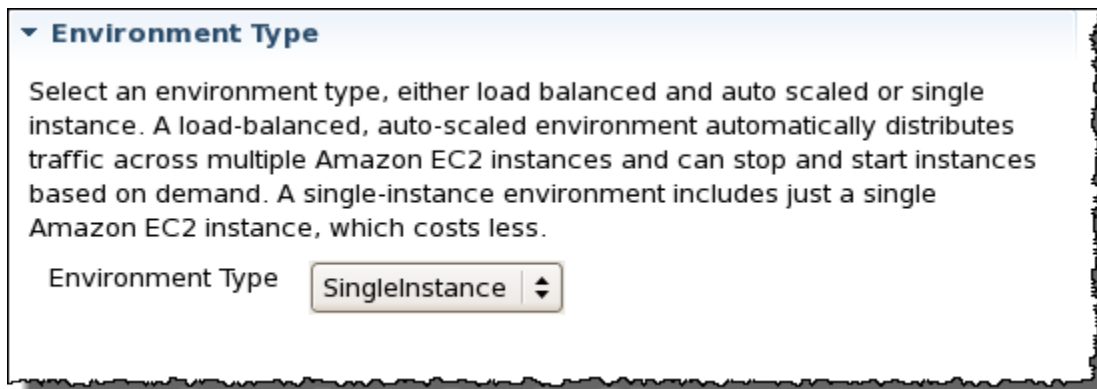 Environment Type
Select an environment type, either load balanced and auto scaled or single
instance. A load-balanced, auto-scaled environment automatically distributes
traffic across multiple Amazon EC2 instances and can stop and start instances
based on demand. A single-instance environment includes just a single
Amazon EC2 instance, which costs less.
Environment Type SingleInstance